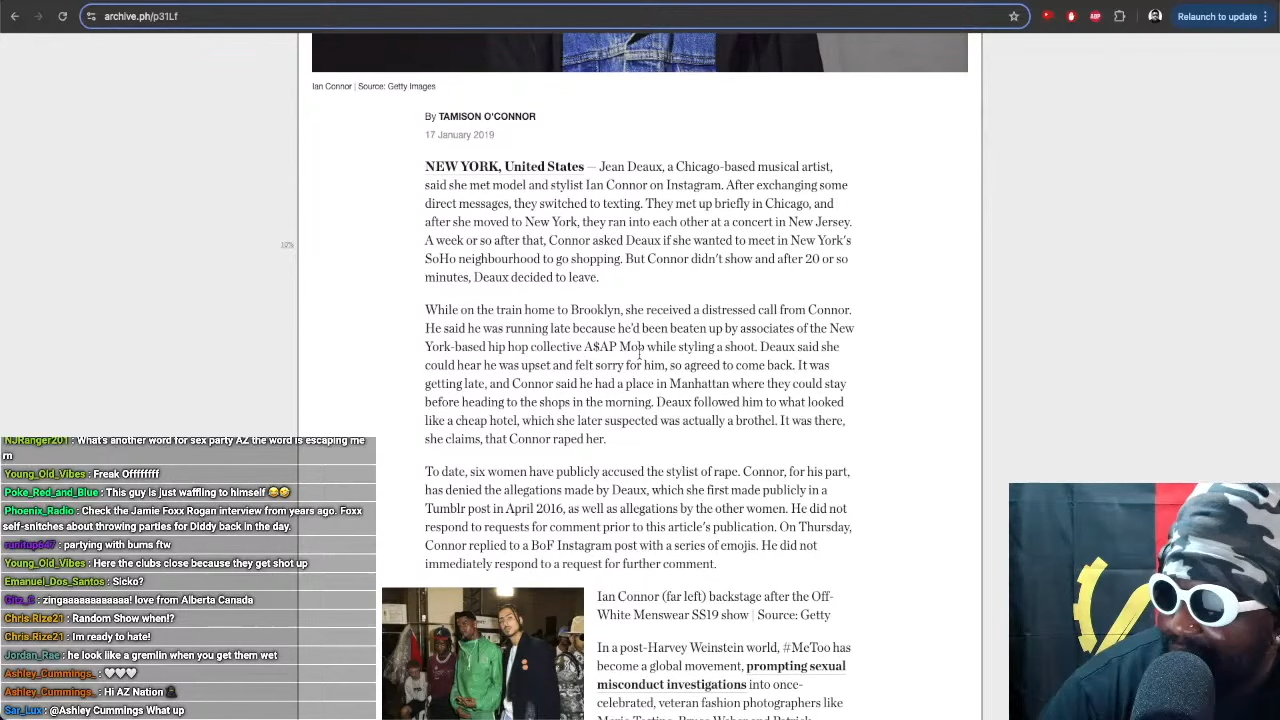 archive.ph/p31Lf
Relaunch to update
Ian Connor | Source: Getty Images
By TAMISON O'CONNOR
17 January 2019
NEW YORK, United States — Jean Deaux, a Chicago-based musical artist,
said she met model and stylist Ian Connor on Instagram. After exchanging some
direct messages, they switched to texting. They met up briefly in Chicago, and
after she moved to New York, they ran into each other at a concert in New Jersey.
A week or so after that, Connor asked Deaux if she wanted to meet in New York's
SoHo neighbourhood to go shopping. But Connor didn't show and after 20 or so
minutes, Deaux decided to leave.
While on the train home to Brooklyn, she received a distressed call from Connor.
He said he was running late because he'd been beaten up by associates of the New
York-based hip hop collective A$AP Mob while styling a shoot. Deaux said she
could hear he was upset and felt sorry for him, so agreed to come back. It was
getting late, and Connor said he had a place in Manhattan where they could stay
before heading to the shops in the morning. Deaux followed him to what looked
like a cheap hotel, which she later suspected was actually a brothel. It was there,
she claims, that Connor raped her.
To date, six women have publicly accused the stylist of rape. Connor, for his part,
has denied the allegations made by Deaux, which she first made publicly in a
Tumblr post in April 2016, as well as allegations by the other women. He did not
respond to requests for comment prior to this article's publication. On Thursday,
Connor replied to a BoF Instagram post with a series of emojis. He did not
immediately respond to a request for further comment.
Ian Connor (far left) backstage after the Off-
White Menswear SS19 show | Source: Getty
In a post-Harvey Weinstein world, #MeToo has
become a global movement, prompting sexual
misconduct investigations into once-
celebrated, veteran fashion photographers like
NJRanger201 : What's another word for sex party AZ the word is escaping me
rn
Young_Old_Vibes : Freak Offfffff
Poke_Red_and_Blue : This guy is just waffling to himself 😂🤣
Phoenix_Radio : Check the Jamie Foxx Rogan interview from years ago. Foxx
self-snitches about throwing parties for Diddy back in the day.
runitup647 : partying with bums ftw
Young_Old_Vibes : Here the clubs close because they get shot up
Emanuel_Dos_Santos : Sicko?
: zingaaaaaaaaaaa! love from Alberta Canada
Chris.Rize21 : Random Show when!?
Chris.Rize21 : Im ready to hate!
Jordan_Rae : he look like a gremlin when you get them wet
Ashley_Cummings_ : 🤍🤍🤍
Ashley_Cummings_ : Hi AZ Nation
Sar_Lux : @Ashley Cummings What up